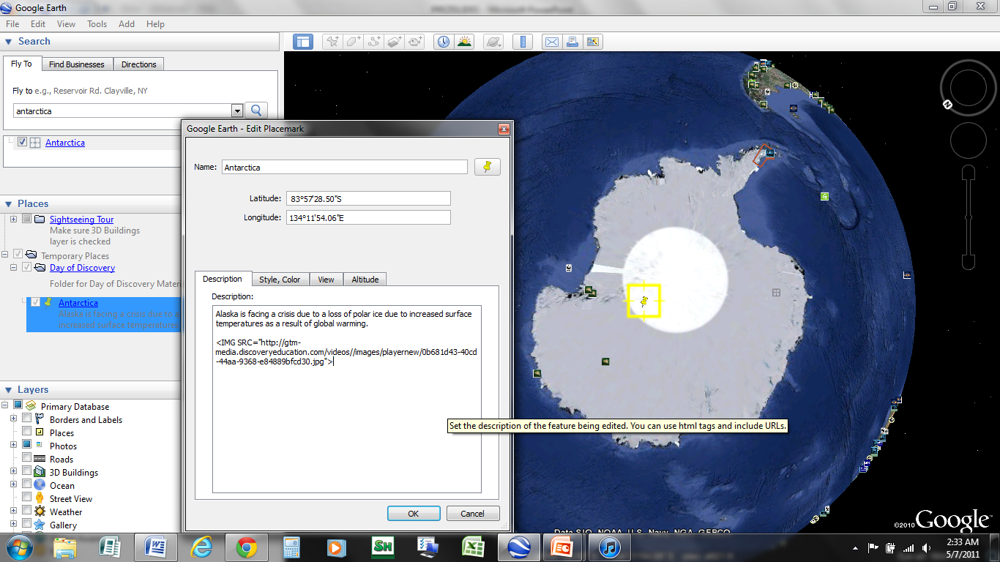 Google Earth
File Edit View Tools Add Help
Search
Fly To Find Businesses Directions
Fly to e.g., Reservoir Rd. Clayville, NY
antarctica
Antarctica
Places
Sightseeing Tour
Make sure 3D Buildings
layer is checked
Temporary Places
Day of Discovery
Folder for Day of Discovery Mater
Antarctica
Alaska is facing a crisis due to a
increased surface temperatures
Layers
Primary Database
Borders and Labels
Places
Photos
Roads
3D Buildings
Ocean
Street View
Weather
Gallery
Google Earth - Edit Placemark
Name: Antarctica
Latitude: 83°57'28.50"S
Longitude: 134°11'54.06"E
Description Style, Color View Altitude
Description:
Alaska is facing a crisis due to a loss of polar ice due to increased surface
temperatures as a result of global warming.
<IMG SRC="http://gtm-
media.discoveryeducation.com/videos//images/playernew/0b681d43-40cd
-44aa-9368-e84889bfcd30.jpg">
Set the description of the feature being edited. You can use html tags and include URLs.
OK Cancel
N
Data SIO, NOAA, U.S. Navy, NGA, GEBCO
©2010 Google
2:33 AM
5/7/2011